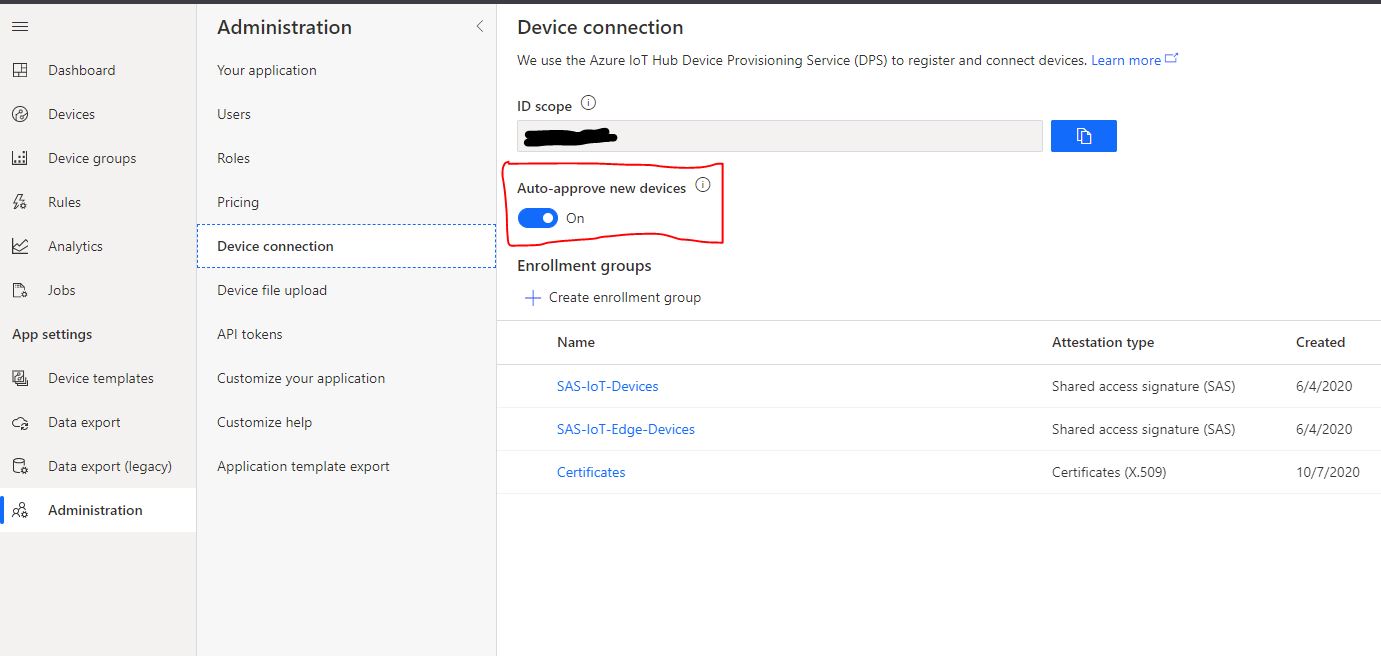 Dashboard
Devices
Device groups
Rules
Analytics
Jobs
App settings
Device templates
Data export
Data export (legacy)
Administration
Administration
Your application
Users
Roles
Pricing
Device connection
Device file upload
API tokens
Customize your application
Customize help
Application template export
Device connection
We use the Azure IoT Hub Device Provisioning Service (DPS) to register and connect devices. Learn more
ID scope
Auto-approve new devices
On
Enrollment groups
Create enrollment group
Name Attestation type Created
SAS-IoT-Devices Shared access signature (SAS) 6/4/2020
SAS-IoT-Edge-Devices Shared access signature (SAS) 6/4/2020
Certificates Certificates (X.509) 10/7/2020